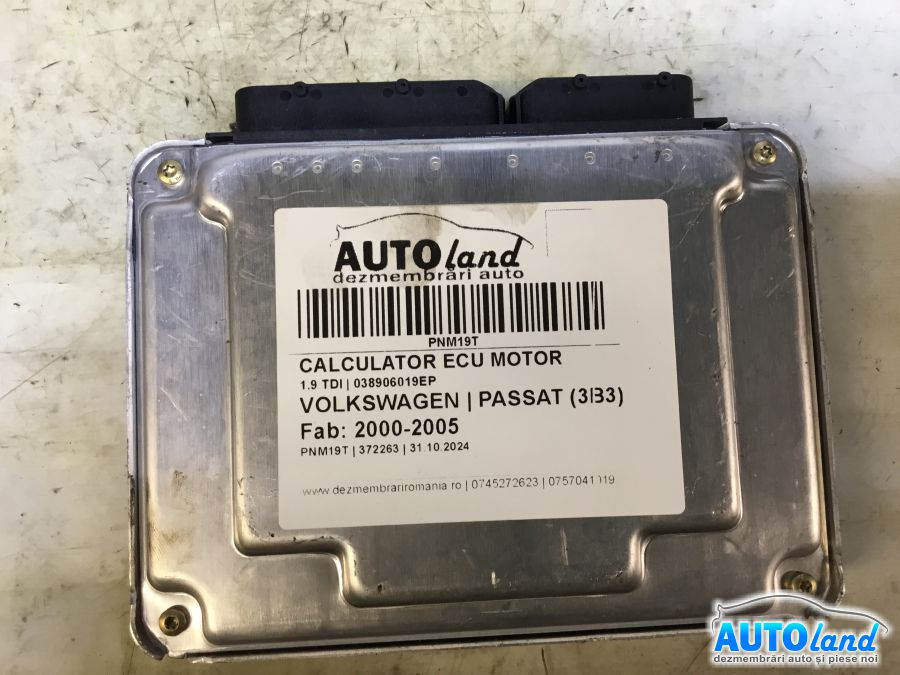 AUTOland
dezmembrări auto
PNM19T
CALCULATOR ECU MOTOR
1.9 TDI | 038906019EP
VOLKSWAGEN | PASSAT (3B3)
Fab: 2000-2005
PNM19T | 372263 | 31.10.2024
www.dezmembrariromania.ro | 0745272623 |
AUTOland
dezmembrări auto și piese noi